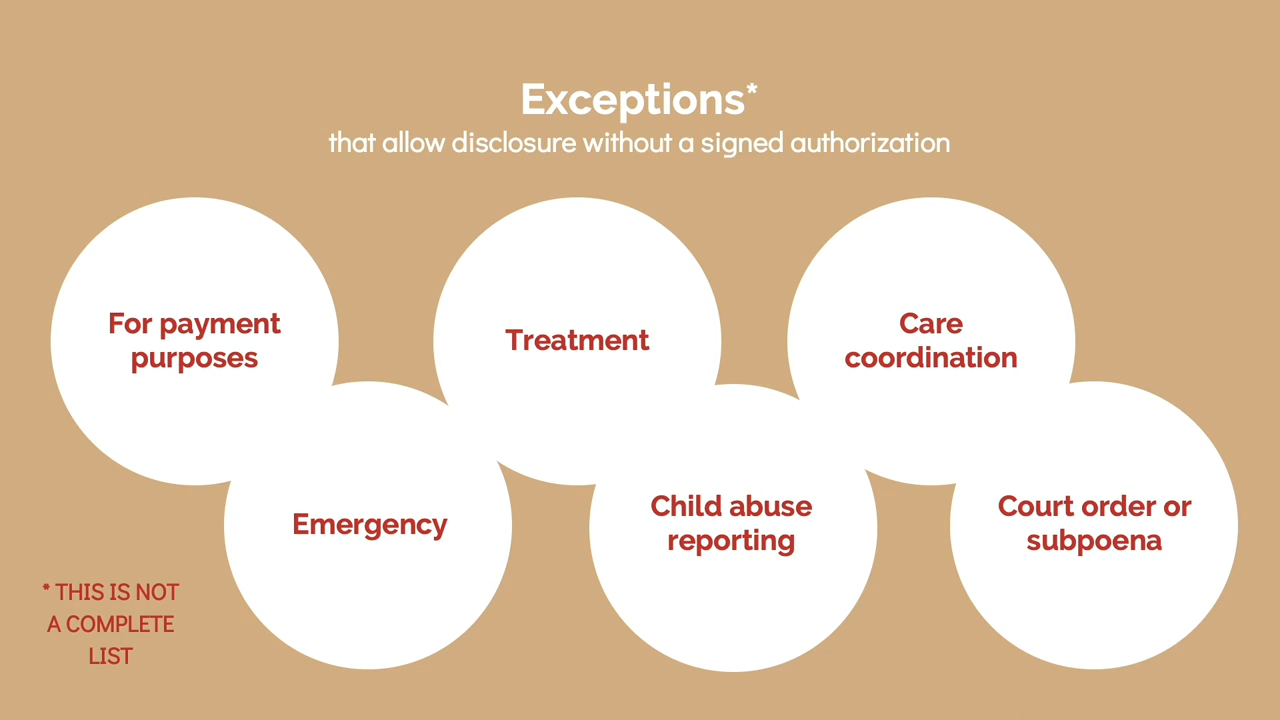 Exceptions*
that allow disclosure without a signed authorization
For payment
purposes
Treatment
Care
coordination
Emergency
Child abuse
reporting
Court order or
subpoena
* THIS IS NOT
A COMPLETE
LIST